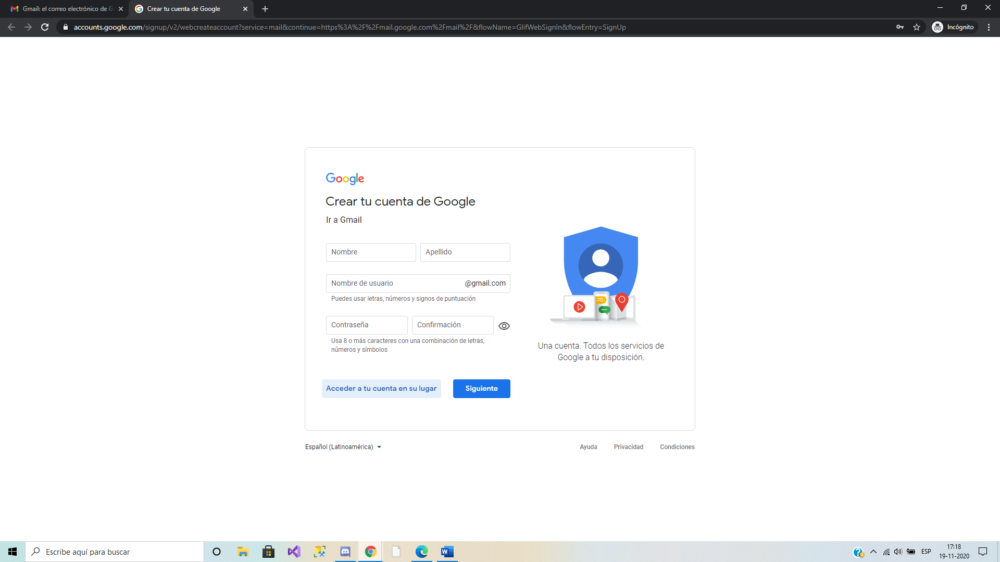 Gmail: el correo electrónico de G
Crear tu cuenta de Google
accounts.google.com/signup/v2/webcreateaccount?service=mail&continue=https%3A%2F%2Fmail.google.com%2Fmail%2F&flowName=GlifWebSignIn&flowEntry=SignUp
Incógnito
Google
Crear tu cuenta de Google
Ir a Gmail
Nombre
Apellido
Nombre de usuario
@gmail.com
Puedes usar letras, números y signos de puntuación
Contraseña
Confirmación
Usa 8 o más caracteres con una combinación de letras,
números y símbolos
Una cuenta. Todos los servicios de
Google a tu disposición.
Acceder a tu cuenta en su lugar
Siguiente
Español (Latinoamérica)
Ayuda
Privacidad
Condiciones
Escribe aquí para buscar
ESP
17:18
19-11-2020